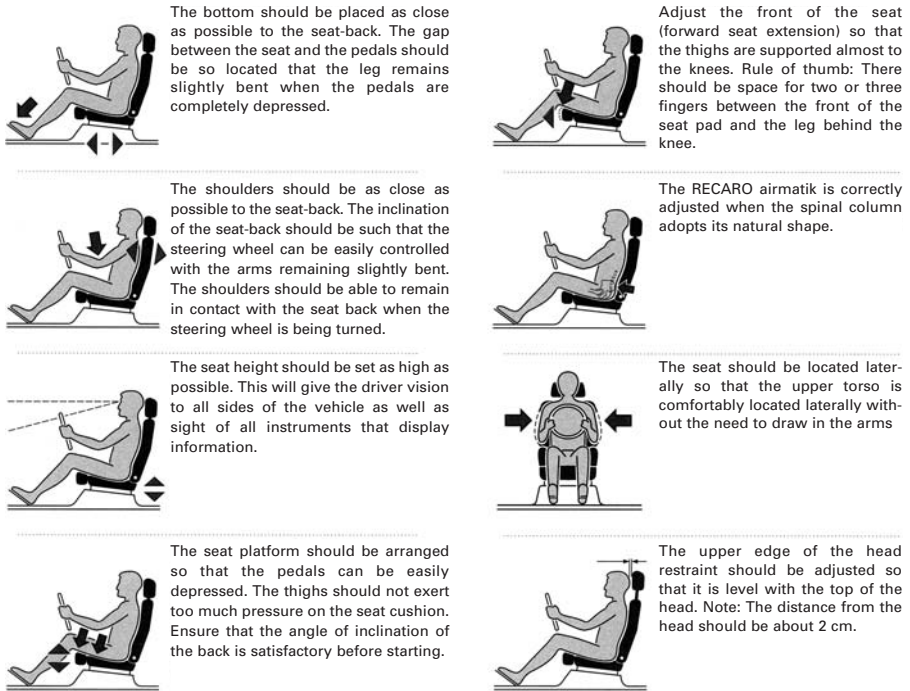 The bottom should be placed as close
as possible to the seat-back. The gap
between the seat and the pedals should
be so located that the leg remains
slightly bent when the pedals are
completely depressed.
The shoulders should be as close as
possible to the seat-back. The inclination
of the seat-back should be such that the
steering wheel can be easily controlled
with the arms remaining slightly bent.
The shoulders should be able to remain
in contact with the seat back when the
steering wheel is being turned.
The seat height should be set as high as
possible. This will give the driver vision
to all sides of the vehicle as well as
sight of all instruments that display
information.
The seat platform should be arranged
so that the pedals can be easily
depressed. The thighs should not exert
too much pressure on the seat cushion.
Ensure that the angle of inclination of
the back is satisfactory before starting.
Adjust the front of the seat
(forward seat extension) so that
the thighs are supported almost to
the knees. Rule of thumb: There
should be space for two or three
fingers between the front of the
seat pad and the leg behind the
knee.
The RECARO airmatik is correctly
adjusted when the spinal column
adopts its natural shape.
The seat should be located later-
ally so that the upper torso is
comfortably located laterally with-
out the need to draw in the arms
The upper edge of the head
restraint should be adjusted so
that it is level with the top of the
head. Note: The distance from the
head should be about 2 cm.